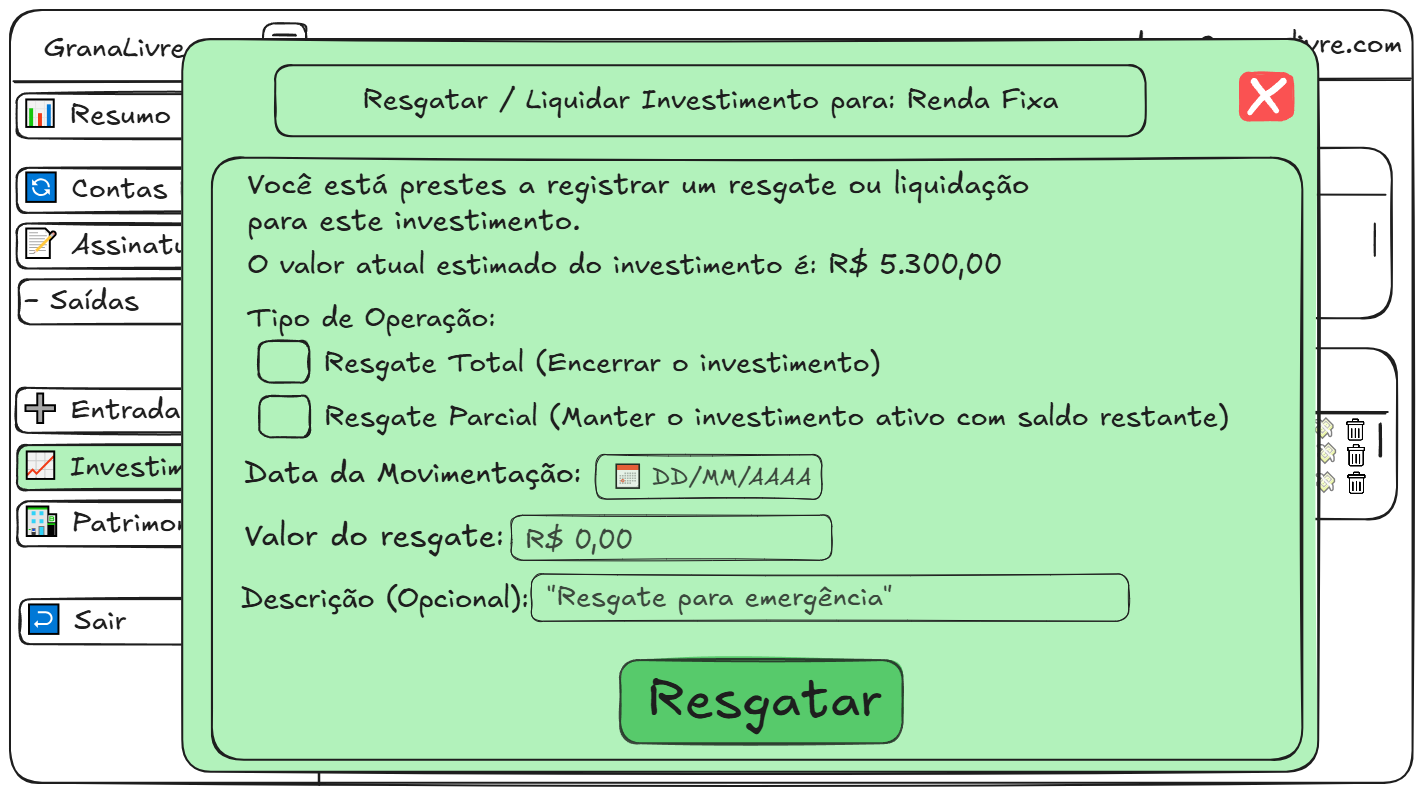 GranaLivre
vre.com
Resgatar / Liquidar Investimento para: Renda Fixa
Resumo
Contas
Assinatu
- Saídas
Entrada
Investim
Patrimon
Sair
Você está prestes a registrar um resgate ou liquidação
para este investimento.
O valor atual estimado do investimento é: R$ 5.300,00
Tipo de Operação:
Resgate Total (Encerrar o investimento)
Resgate Parcial (Manter o investimento ativo com saldo restante)
Data da Movimentação: DD/MM/AAAA
Valor do resgate: R$ 0,00
Descrição (Opcional): "Resgate para emergência"
Resgatar